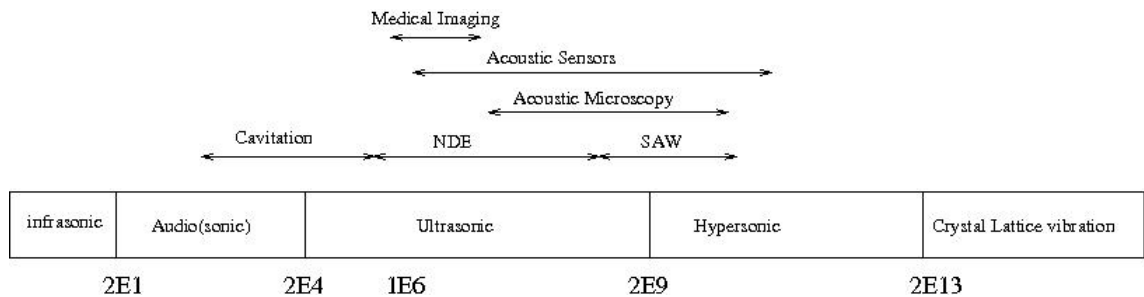 Medical Imaging
Acoustic Sensors
Acoustic Microscopy
Cavitation NDE SAW
infrasonic Audio(sonic) Ultrasonic Hypersonic Crystal Lattice vibration
2E1 2E4 1E6 2E9 2E13